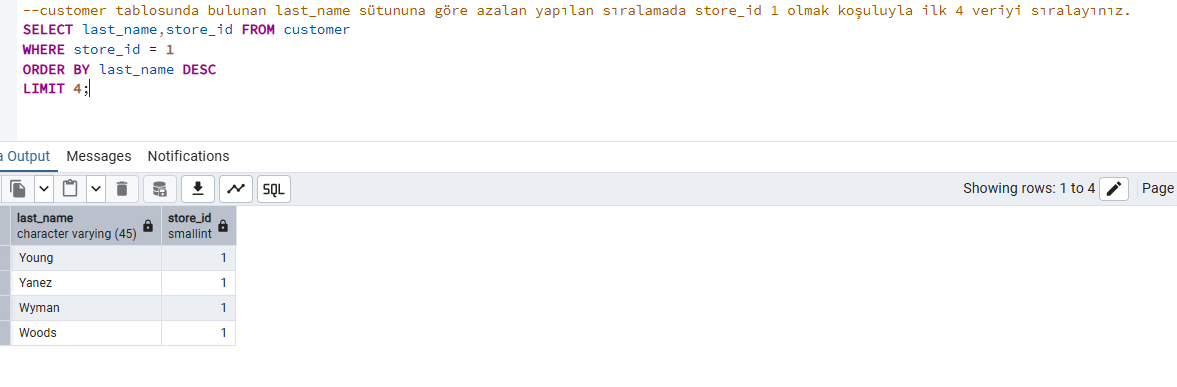 --customer tablosunda bulunan last_name sütununa göre azalan yapılan sıralamada store_id 1 olmak koşuluyla ilk 4 veriyi sıralayınız.
SELECT last_name,store_id FROM customer
WHERE store_id = 1
ORDER BY last_name DESC
LIMIT 4;
a Output Messages Notifications
SQL Showing rows: 1 to 4 Page
last_name store_id
character varying (45) smallint
Young 1
Yanez 1
Wyman 1
Woods 1